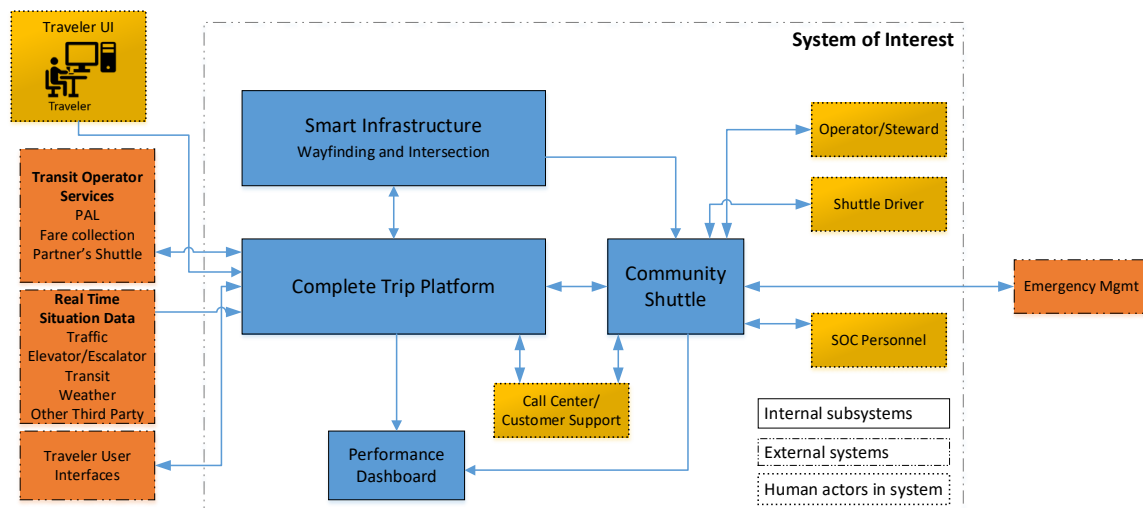 Traveler UI
Traveler
System of Interest
Smart Infrastructure
Wayfinding and Intersection
Operator/Steward
Transit Operator
Services
PAL
Fare collection
Partner’s Shuttle
Shuttle Driver
Complete Trip Platform
Community
Shuttle
Emergency Mgmt
Real Time
Situation Data
Traffic
Elevator/Escalator
Transit
Weather
Other Third Party
SOC Personnel
Call Center/
Customer Support
Traveler User
Interfaces
Performance
Dashboard
Internal subsystems
External systems
Human actors in system